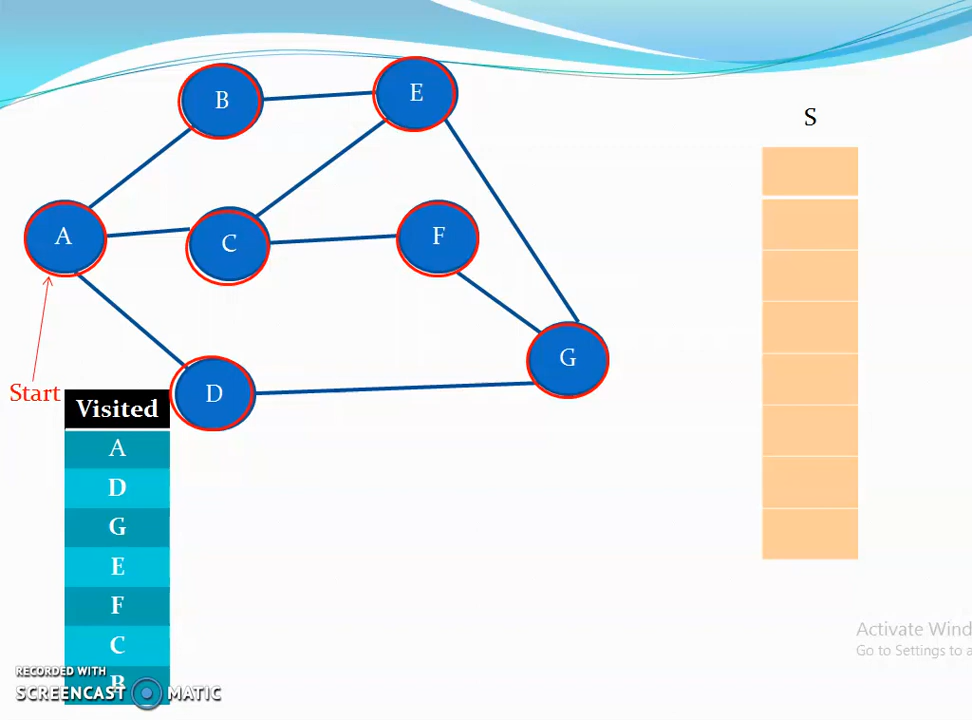 B
E
S
A
C
F
G
Start
D
Visited
A
D
G
E
F
C
B
RECORDED WITH
SCREENCAST MATIC
Activate Wind
Go to Settings to a